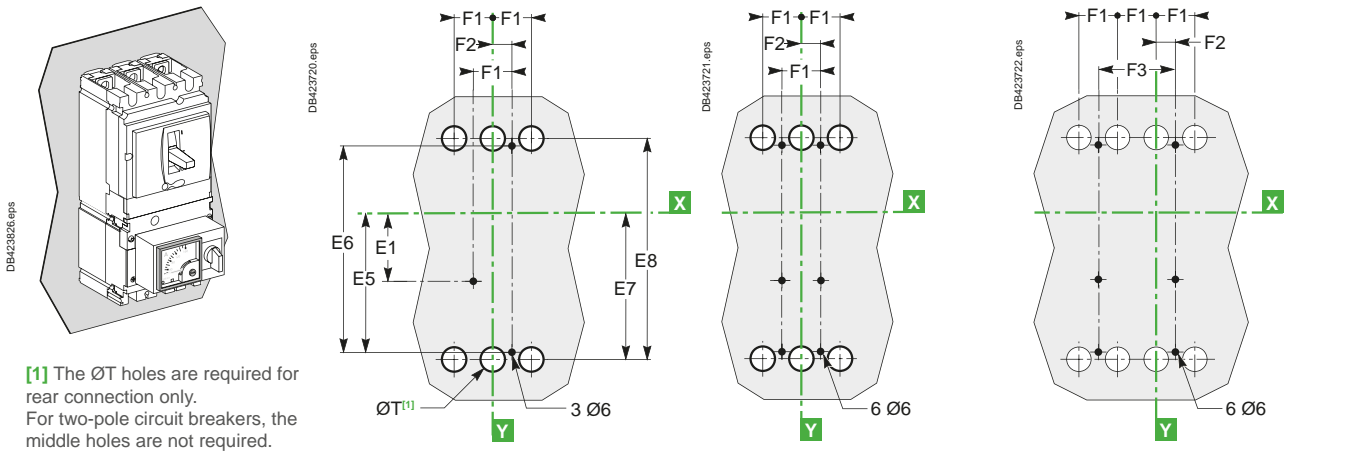 DB423826.eps
[1] The ØT holes are required for
rear connection only.
For two-pole circuit breakers, the
middle holes are not required.
DB423720.eps
F1 F1
F2
F1
X
E6
E1
E5
E8
E7
ØT[1]
3 Ø6
Y
DB423721.eps
F1 F1
F2
F1
X
6 Ø6
Y
DB423722.eps
F1 F1 F1
F2
F3
X
6 Ø6
Y